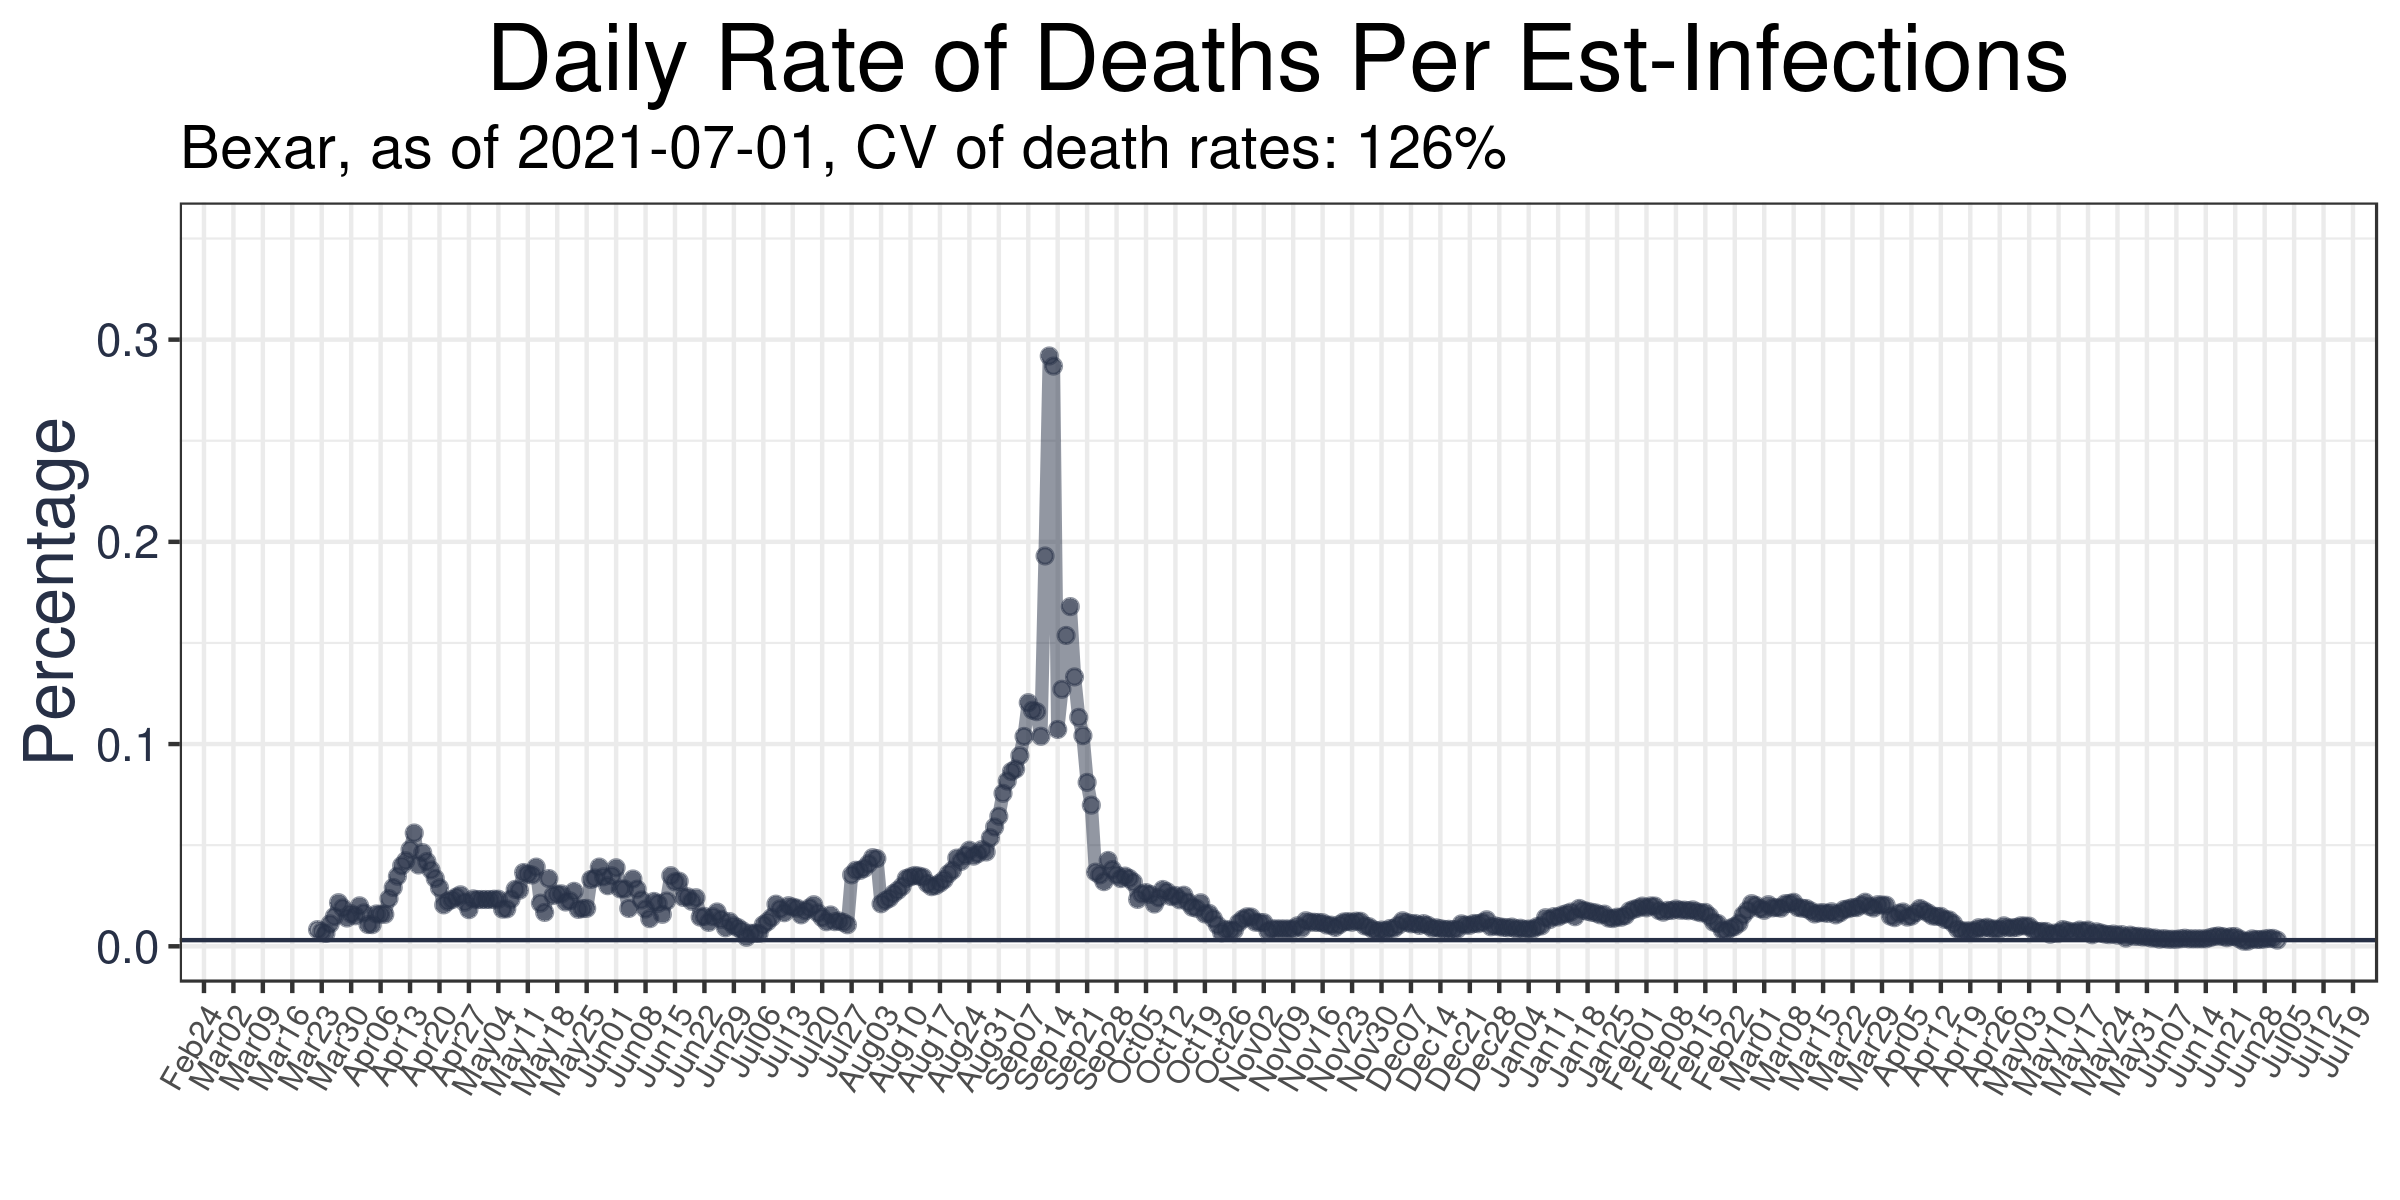 Daily Rate of Deaths Per Est-Infections
Bexar, as of 2021-07-01, CV of death rates: 126%
Percentage
0.3
0.2
0.1
0.0
Feb24
Mar02
Mar09
Mar16
Mar23
Mar30
Apr06
Apr13
Apr20
Apr27
May04
May11
May18
May25
Jun01
Jun08
Jun15
Jun22
Jun29
Jul06
Jul13
Jul20
Jul27
Aug03
Aug10
Aug17
Aug24
Aug31
Sep07
Sep14
Sep21
Sep28
Oct05
Oct12
Oct19
Oct26
Nov02
Nov09
Nov16
Nov23
Nov30
Dec07
Dec14
Dec21
Dec28
Jan04
Jan11
Jan18
Jan25
Feb01
Feb08
Feb15
Feb22
Mar01
Mar08
Mar15
Mar22
Mar29
Apr05
Apr12
Apr19
Apr26
May03
May10
May17
May24
May31
Jun07
Jun14
Jun21
Jun28
Jul05
Jul12
Jul19